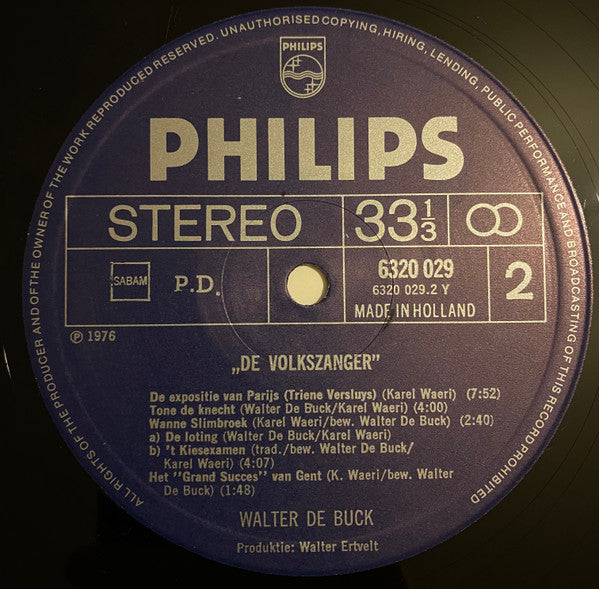 ALL RIGHTS OF THE PRODUCER AND OF THE OWNER OF THE WORK REPRODUCED RESERVED. UNAUTHORISED COPYING, HIRING, LENDING, PUBLIC PERFORMANCE AND BROADCASTING OF THIS RECORD PROHIBITED
PHILIPS
PHILIPS
STEREO 33 1/3
SABAM P.D. 6320 029
6320 029.2 Y
MADE IN HOLLAND
2
℗ 1976
„DE VOLKSZANGER”
De expositie van Parijs (Triene Versluys) (Karel Waeri) (7:52)
Tone de knecht (Walter De Buck/Karel Waeri) (4:00)
Wanne Slimbroek (Karel Waeri/bew. Walter De Buck) (2:40)
a) De loting (Walter De Buck/Karel Waeri)
b) 't Kiesexamen (trad./bew. Walter De Buck/
Karel Waeri) (4:07)
Het "Grand Succes" van Gent (K. Waeri/bew. Walter
De Buck) (1:48)
WALTER DE BUCK
Produktie: Walter Ertvelt